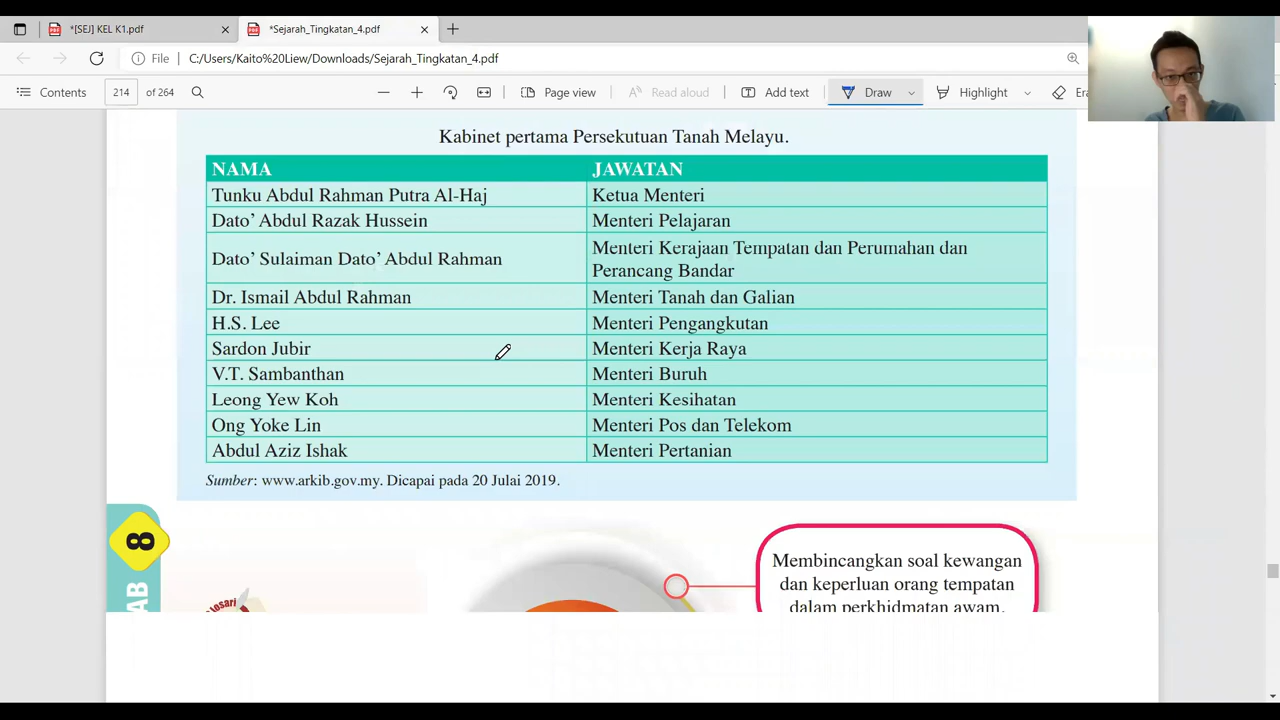 *[SEJ] KEL K1.pdf
*Sejarah_Tingkatan_4.pdf
File
C:/Users/Kaito%20Liew/Downloads/Sejarah_Tingkatan_4.pdf
Contents
214 of 264
Page view
Read aloud
Add text
Draw
Highlight
Era
Kabinet pertama Persekutuan Tanah Melayu.
NAMA JAWATAN
Tunku Abdul Rahman Putra Al-Haj Ketua Menteri
Dato’ Abdul Razak Hussein Menteri Pelajaran
Dato’ Sulaiman Dato’ Abdul Rahman Menteri Kerajaan Tempatan dan Perumahan dan
Perancang Bandar
Dr. Ismail Abdul Rahman Menteri Tanah dan Galian
H.S. Lee Menteri Pengangkutan
Sardon Jubir Menteri Kerja Raya
V.T. Sambanthan Menteri Buruh
Leong Yew Koh Menteri Kesihatan
Ong Yoke Lin Menteri Pos dan Telekom
Abdul Aziz Ishak Menteri Pertanian
Sumber: www.arkib.gov.my. Dicapai pada 20 Julai 2019.
8
AB
Membincangkan soal kewangan
dan keperluan orang tempatan
dalam perkhidmatan awam.